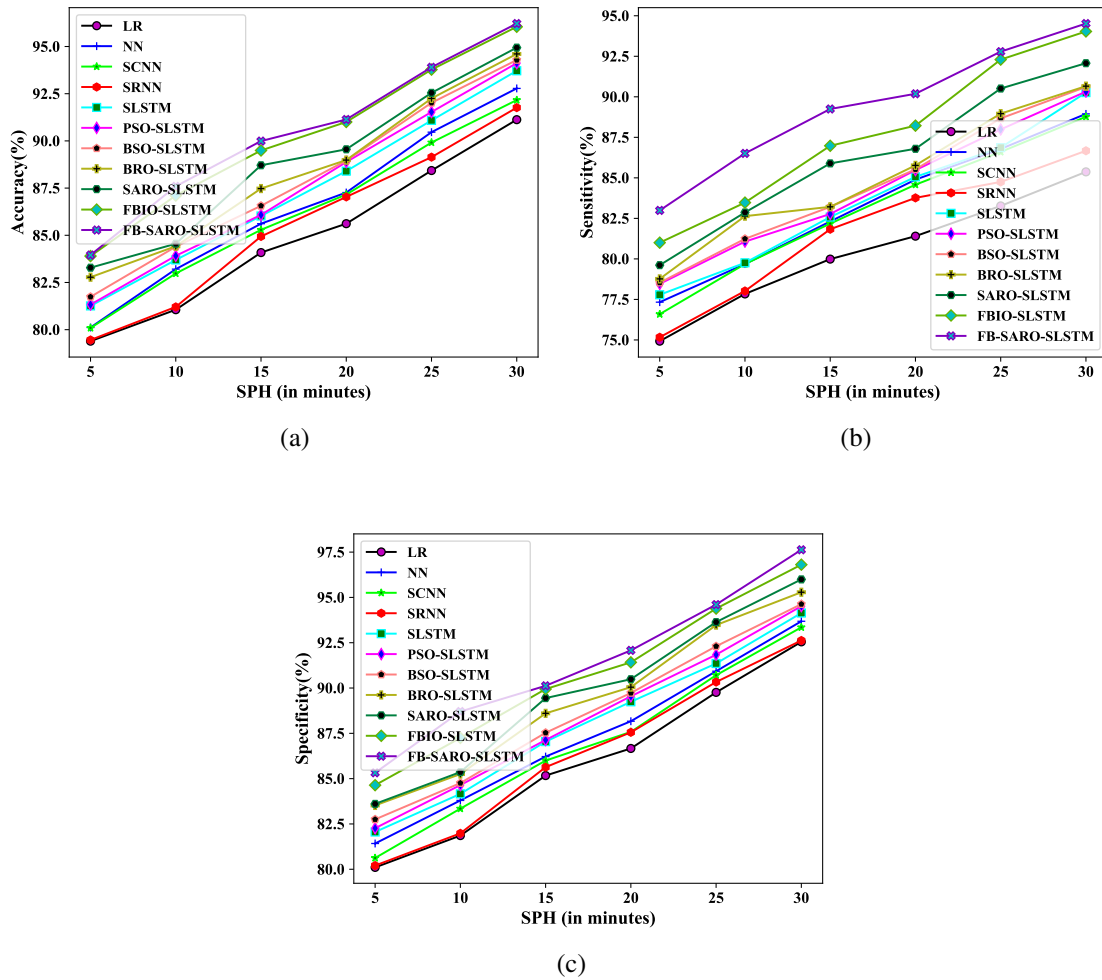 95.0
92.5
90.0
87.5
85.0
82.5
80.0
Accuracy(%)
LR
NN
SCNN
SRNN
SLSTM
PSO-SLSTM
BSO-SLSTM
BRO-SLSTM
SARO-SLSTM
FBIO-SLSTM
FB-SARO-SLSTM
5 10 15 20 25 30
SPH (in minutes)
(a)
95.0
92.5
90.0
87.5
85.0
82.5
80.0
77.5
75.0
Sensitivity(%)
LR
NN
SCNN
SRNN
SLSTM
PSO-SLSTM
BSO-SLSTM
BRO-SLSTM
SARO-SLSTM
FBIO-SLSTM
FB-SARO-SLSTM
5 10 15 20 25 30
SPH (in minutes)
(b)
97.5
95.0
92.5
90.0
87.5
85.0
82.5
80.0
Specificity(%)
LR
NN
SCNN
SRNN
SLSTM
PSO-SLSTM
BSO-SLSTM
BRO-SLSTM
SARO-SLSTM
FBIO-SLSTM
FB-SARO-SLSTM
5 10 15 20 25 30
SPH (in minutes)
(c)